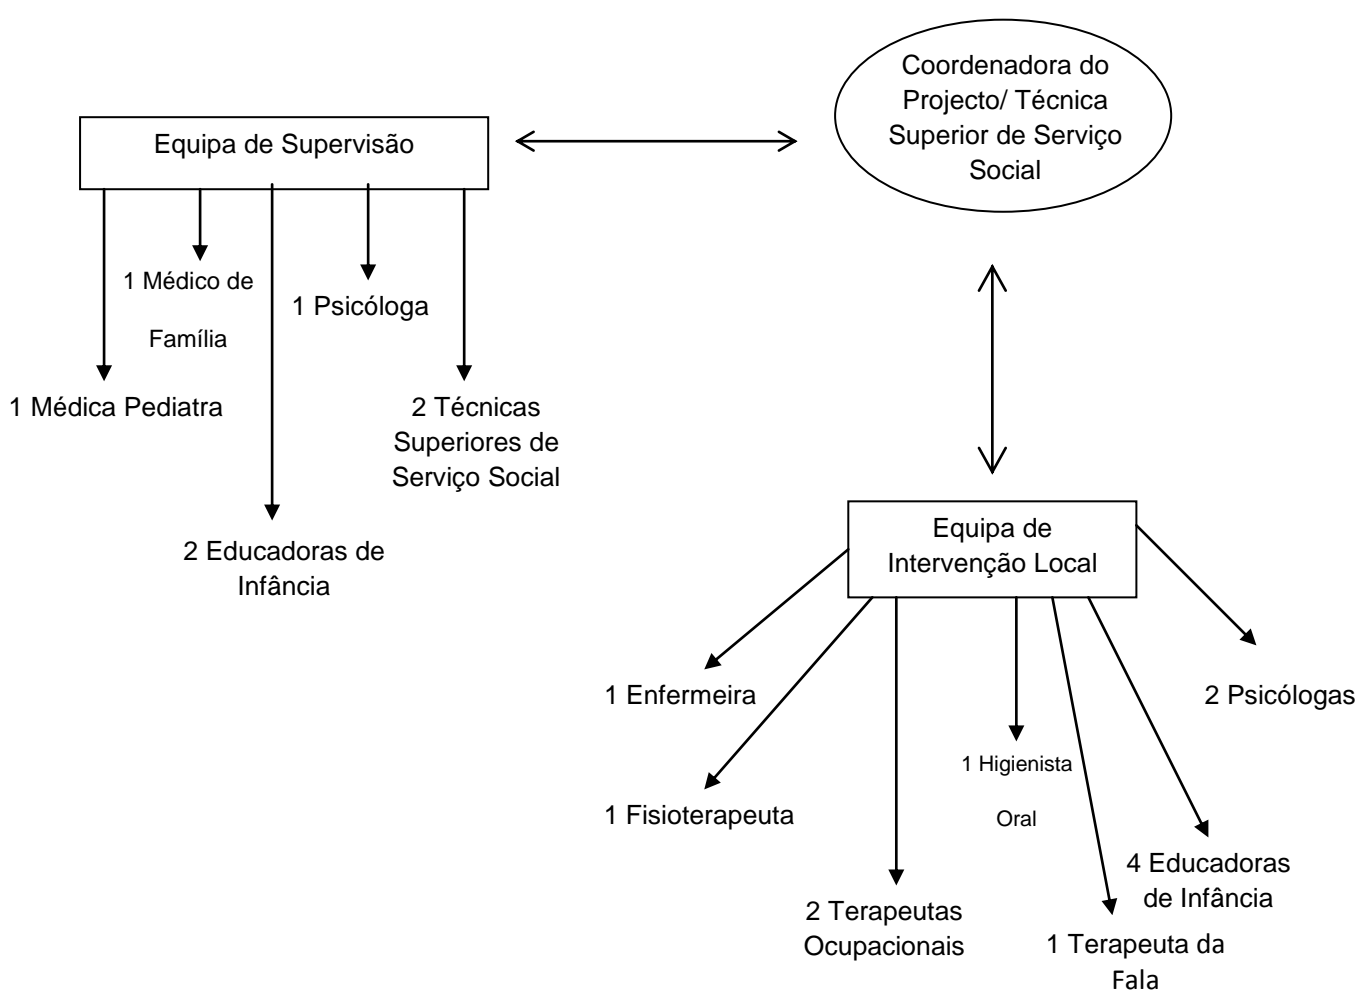 Coordenadora do
Projecto/ Técnica
Superior de Serviço
Social
Equipa de Supervisão
1 Médico de
Família
1 Psicóloga
1 Médica Pediatra
2 Técnicas
Superiores de
Serviço Social
2 Educadoras de
Infância
Equipa de
Intervenção Local
1 Enfermeira
2 Psicólogas
1 Fisioterapeuta
1 Higienista
Oral
4 Educadoras
de Infância
2 Terapeutas
Ocupacionais
1 Terapeuta da
Fala